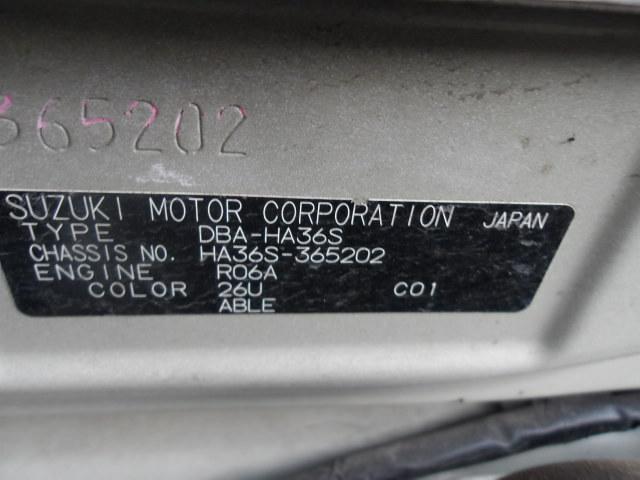 365202
SUZUKI MOTOR CORPORATION JAPAN
TYPE DBA-HA36S
CHASSIS NO. HA36S-365202
ENGINE R06A
COLOR 26U C01
ABLE